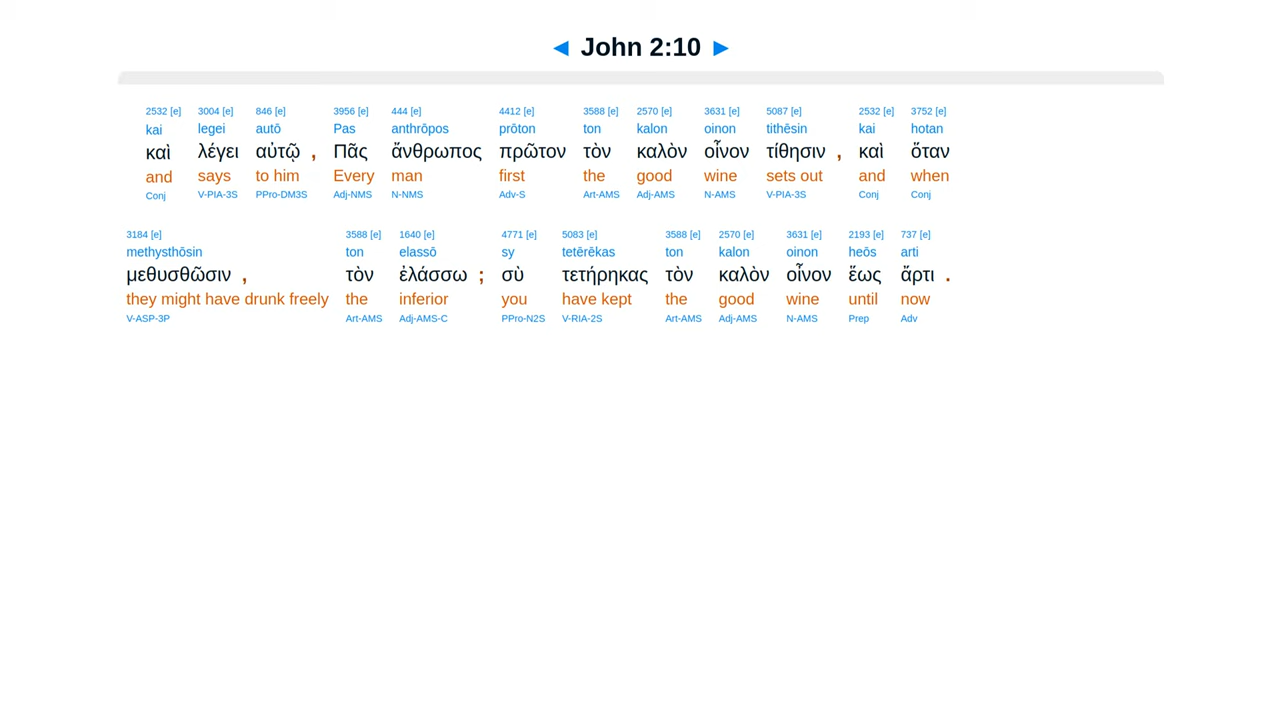 ◄ John 2:10 ►
2532 [e] 3004 [e] 846 [e] 3956 [e] 444 [e] 4412 [e] 3588 [e] 2570 [e] 3631 [e] 5087 [e] 2532 [e] 3752 [e]
kai legei autō Pas anthrōpos prōton ton kalon oinon tithēsin kai hotan
καὶ λέγει αὐτῷ , Πᾶς ἄνθρωπος πρῶτον τὸν καλὸν οἶνον τίθησιν , καὶ ὅταν
and says to him Every man first the good wine sets out and when
Conj V-PIA-3S PPro-DM3S Adj-NMS N-NMS Adv-S Art-AMS Adj-AMS N-AMS V-PIA-3S Conj Conj
3184 [e] 3588 [e] 1640 [e] 4771 [e] 5083 [e] 3588 [e] 2570 [e] 3631 [e] 2193 [e] 737 [e]
methysthōsin ton elassō sy tetērēkas ton kalon oinon heōs arti
μεθυσθῶσιν , τὸν ἐλάσσω ; σὺ τετήρηκας τὸν καλὸν οἶνον ἕως ἄρτι .
they might have drunk freely the inferior you have kept the good wine until now
V-ASP-3P Art-AMS Adj-AMS-C PPro-N2S V-RIA-2S Art-AMS Adj-AMS N-AMS Prep Adv